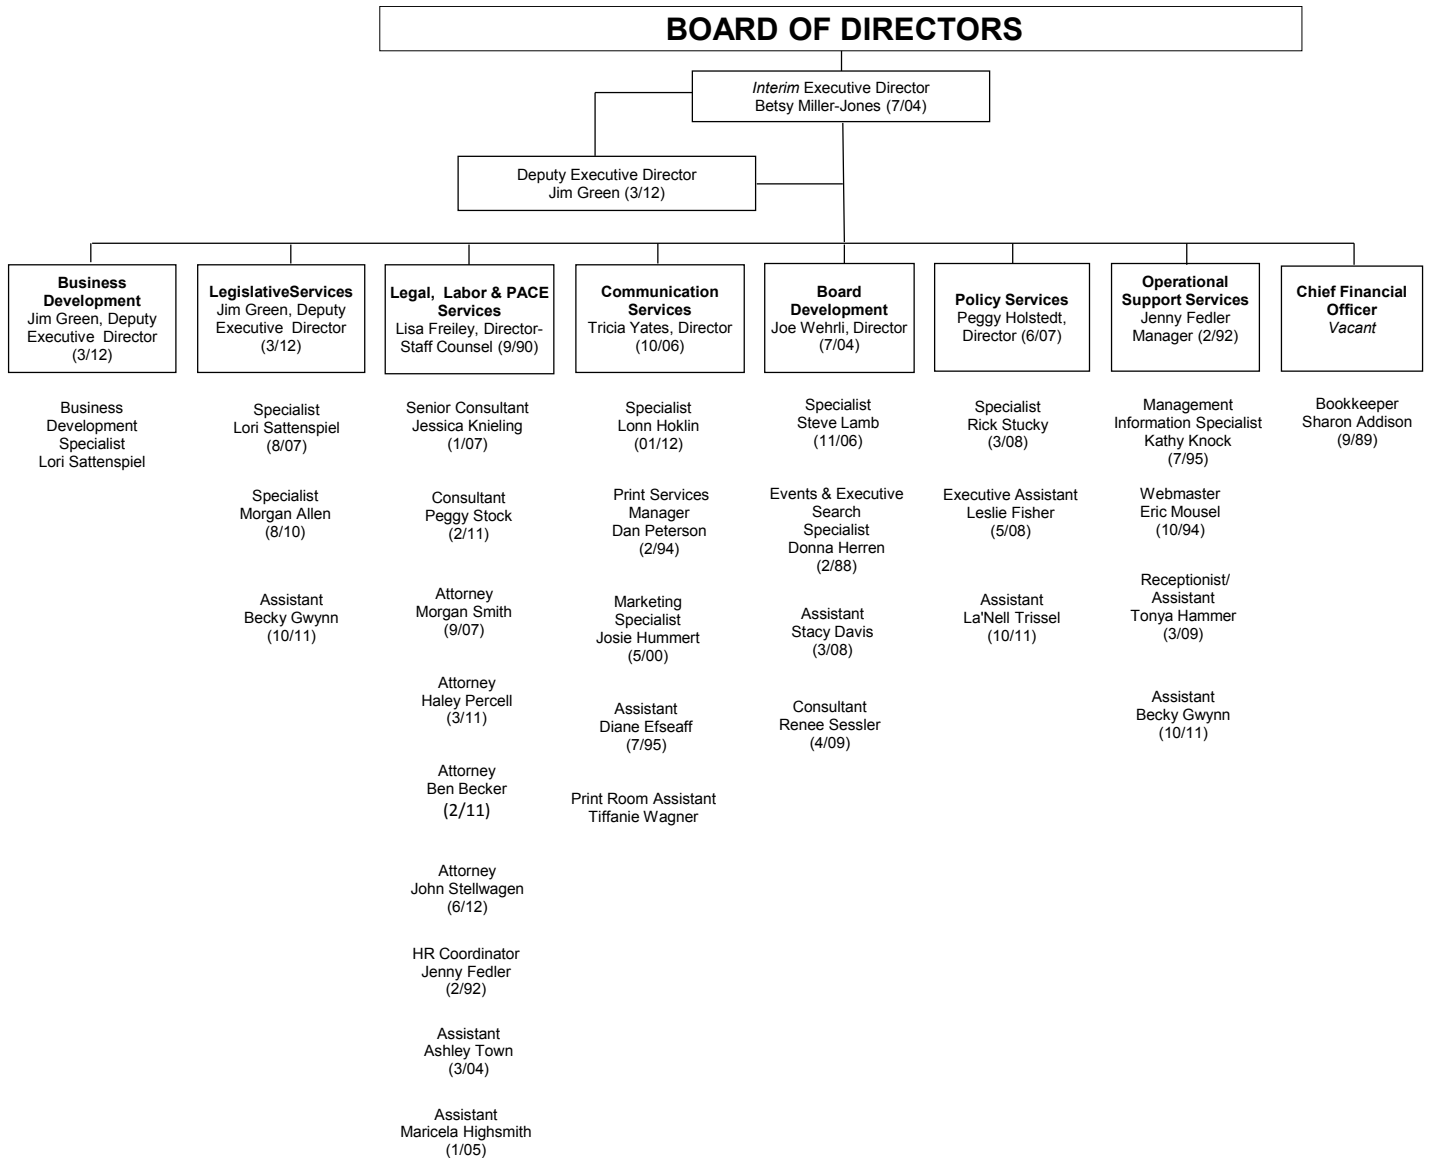 BOARD OF DIRECTORS
Interim Executive Director
Betsy Miller-Jones (7/04)
Deputy Executive Director
Jim Green (3/12)
Business
Development
Jim Green, Deputy
Executive Director
(3/12)
Business
Development
Specialist
Lori Sattenspiel
LegislativeServices
Jim Green, Deputy
Executive Director
(3/12)
Specialist
Lori Sattenspiel
(8/07)
Specialist
Morgan Allen
(8/10)
Assistant
Becky Gwynn
(10/11)
Legal, Labor & PACE
Services
Lisa Freiley, Director-
Staff Counsel (9/90)
Senior Consultant
Jessica Knieling
(1/07)
Consultant
Peggy Stock
(2/11)
Attorney
Morgan Smith
(9/07)
Attorney
Haley Percell
(3/11)
Attorney
Ben Becker
(2/11)
Attorney
John Stellwagen
(6/12)
HR Coordinator
Jenny Fedler
(2/92)
Assistant
Ashley Town
(3/04)
Assistant
Maricela Highsmith
(1/05)
Communication
Services
Tricia Yates, Director
(10/06)
Specialist
Lonn Hoklin
(01/12)
Print Services
Manager
Dan Peterson
(2/94)
Marketing
Specialist
Josie Hummert
(5/00)
Assistant
Diane Efseaff
(7/95)
Print Room Assistant
Tiffanie Wagner
Board
Development
Joe Wehrli, Director
(7/04)
Specialist
Steve Lamb
(11/06)
Events & Executive
Search
Specialist
Donna Herren
(2/88)
Assistant
Stacy Davis
(3/08)
Consultant
Renee Sessler
(4/09)
Policy Services
Peggy Holstedt,
Director (6/07)
Specialist
Rick Stucky
(3/08)
Executive Assistant
Leslie Fisher
(5/08)
Assistant
La'Nell Trissel
(10/11)
Operational
Support Services
Jenny Fedler
Manager (2/92)
Management
Information Specialist
Kathy Knock
(7/95)
Webmaster
Eric Mousel
(10/94)
Receptionist/
Assistant
Tonya Hammer
(3/09)
Assistant
Becky Gwynn
(10/11)
Chief Financial
Officer
Vacant
Bookkeeper
Sharon Addison
(9/89)